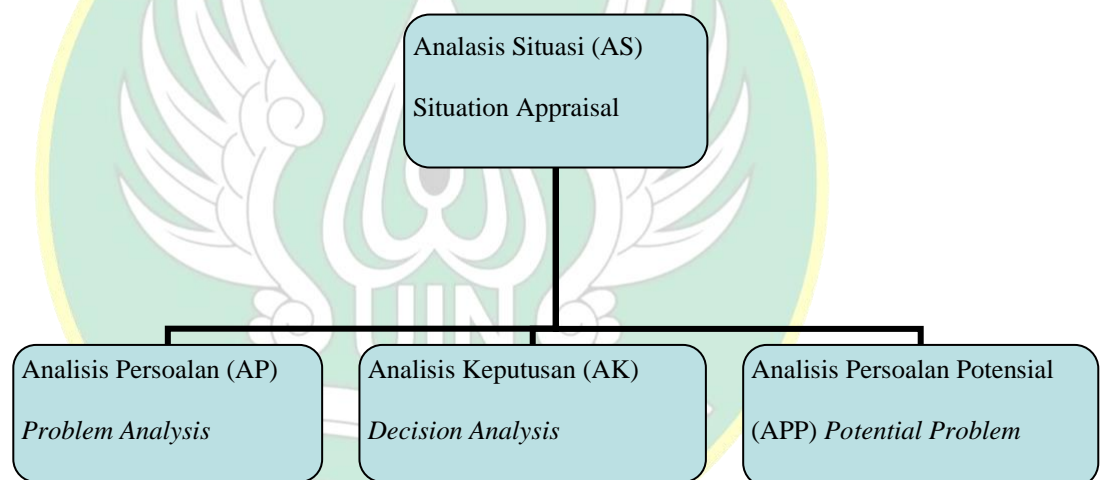 Analasis Situasi (AS)
Situation Appraisal
UIN
Analisis Persoalan (AP)
Problem Analysis
Analisis Keputusan (AK)
Decision Analysis
Analisis Persoalan Potensial
(APP) Potential Problem